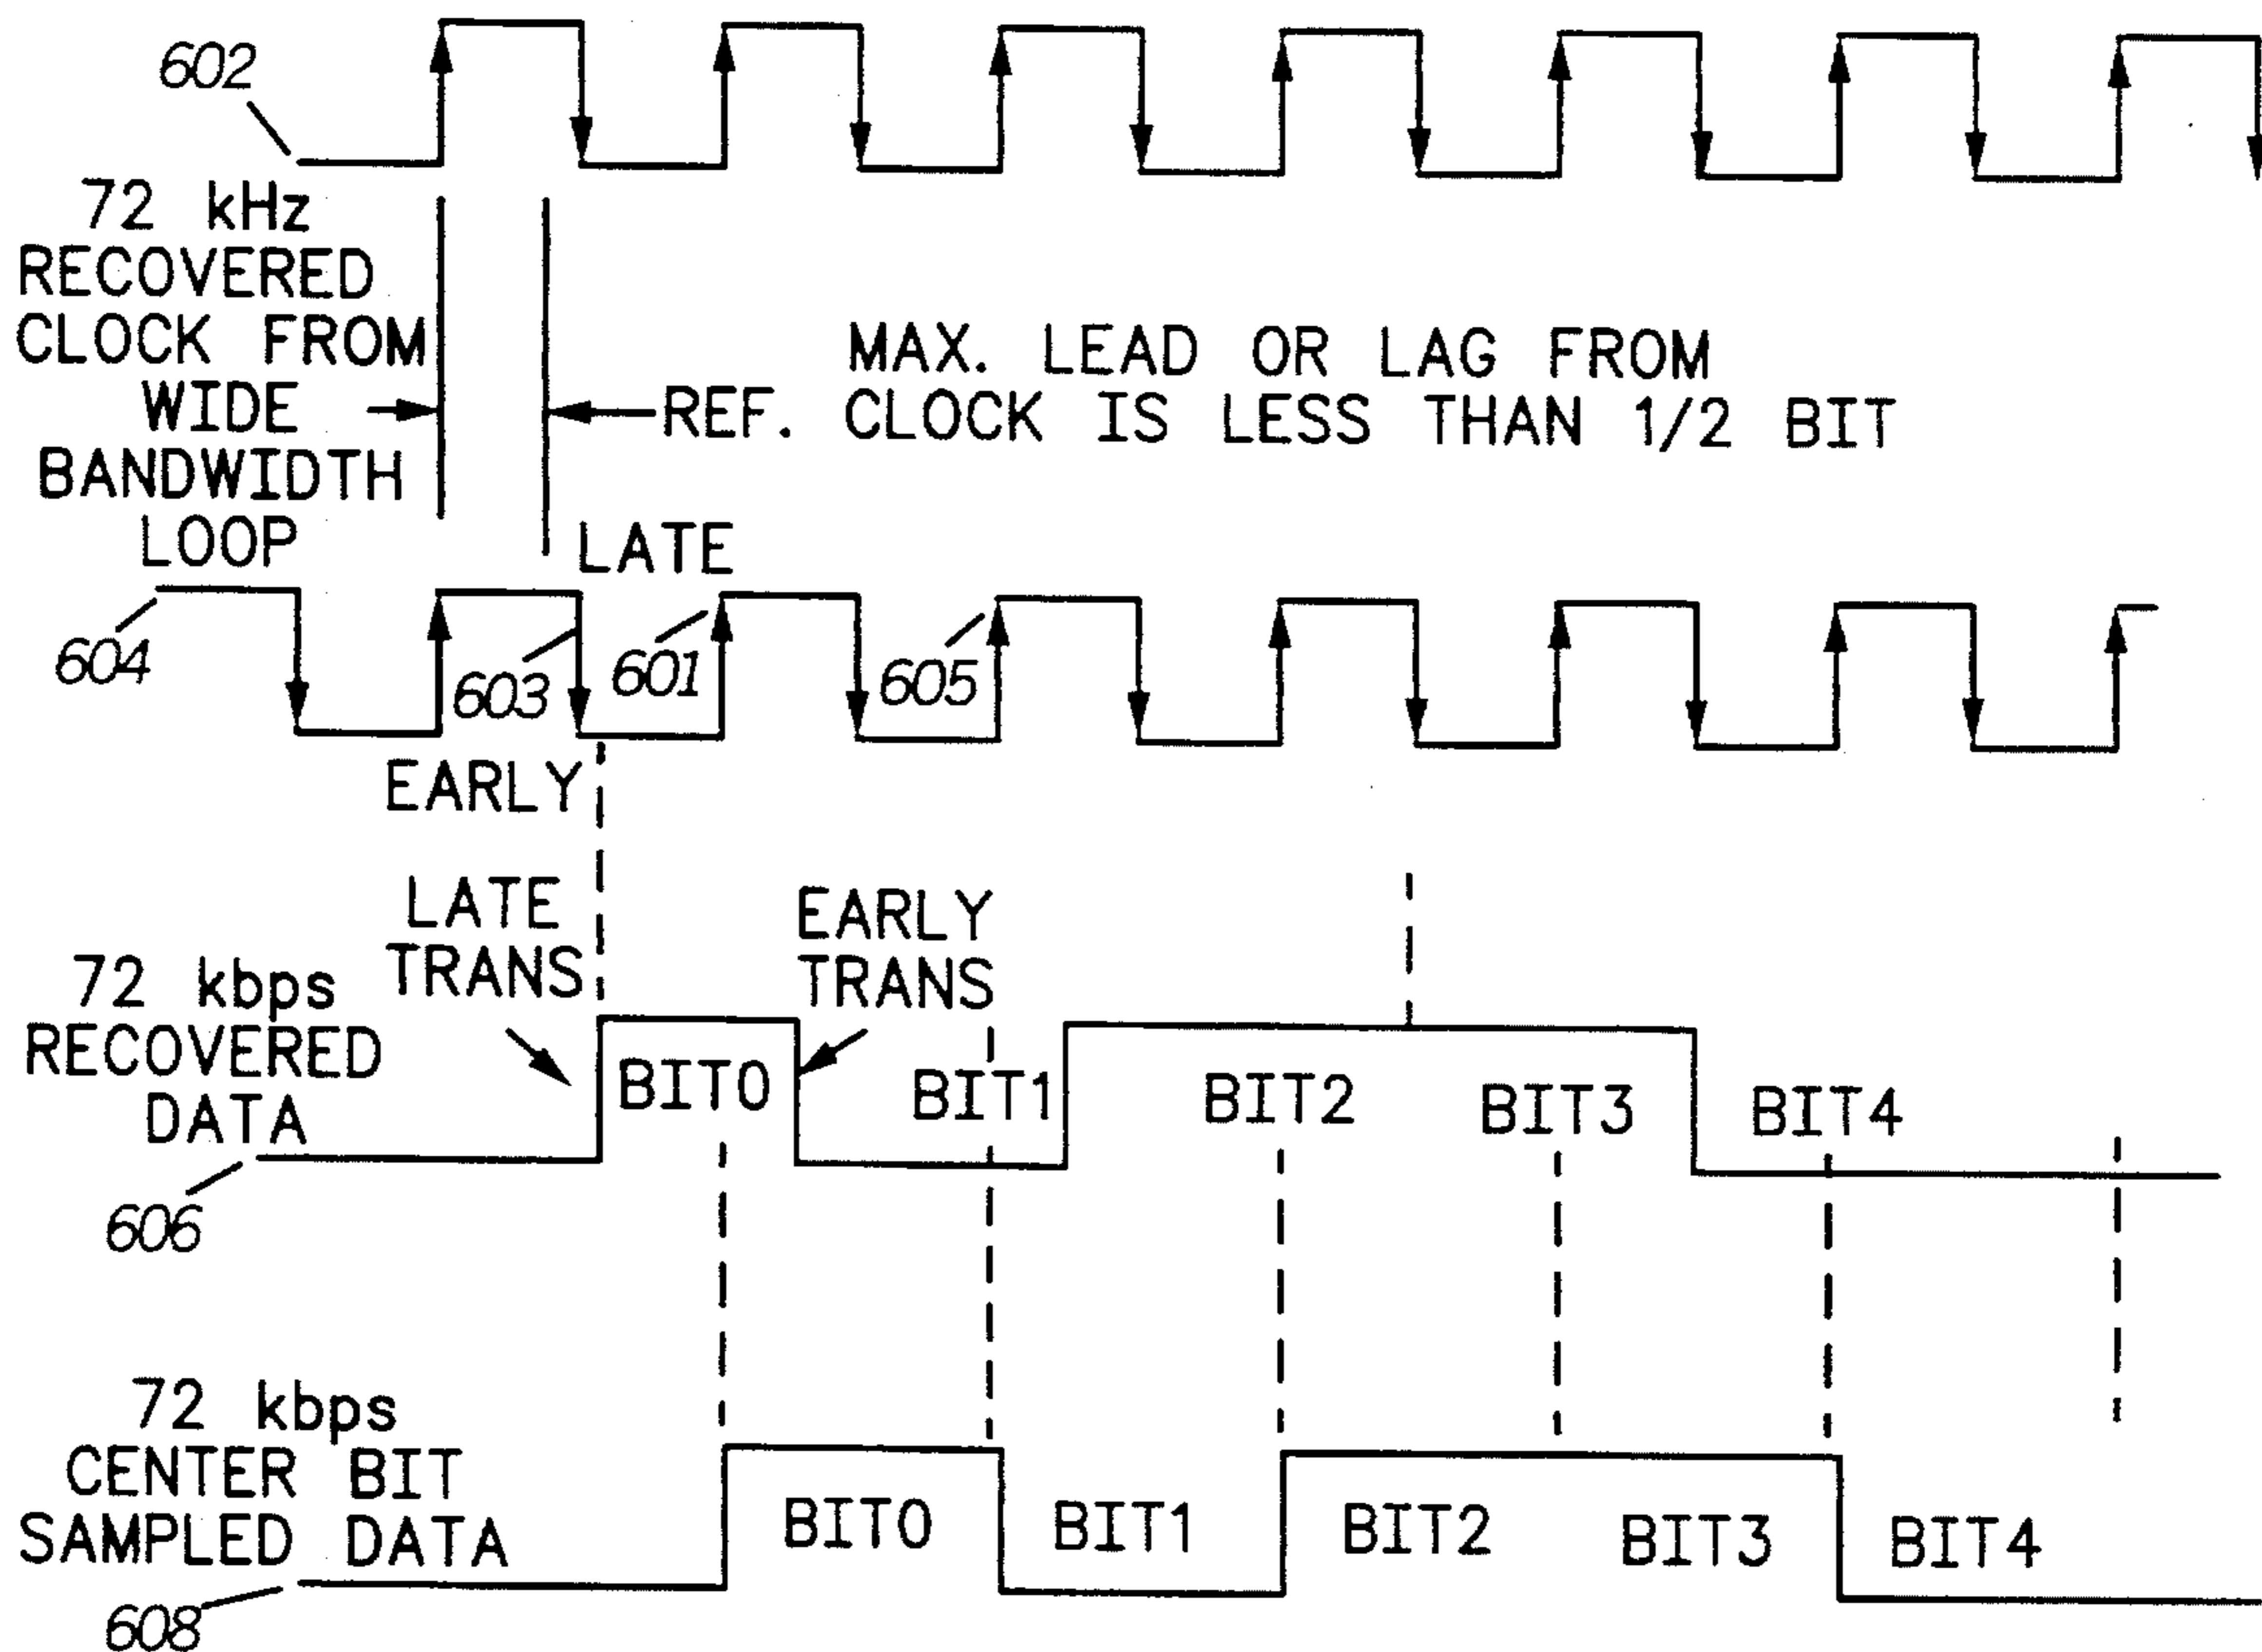 602
72 kHz
RECOVERED
CLOCK FROM
WIDE
BANDWIDTH
LOOP
REF.
MAX. LEAD OR LAG FROM
CLOCK IS LESS THAN 1/2 BIT
LATE
604
603
601
605
EARLY
LATE
TRANS
EARLY
TRANS
72 kbps
RECOVERED
DATA
BIT0
BIT1
BIT2
BIT3
BIT4
606
72 kbps
CENTER BIT
SAMPLED DATA
BIT0
BIT1
BIT2
BIT3
BIT4
608